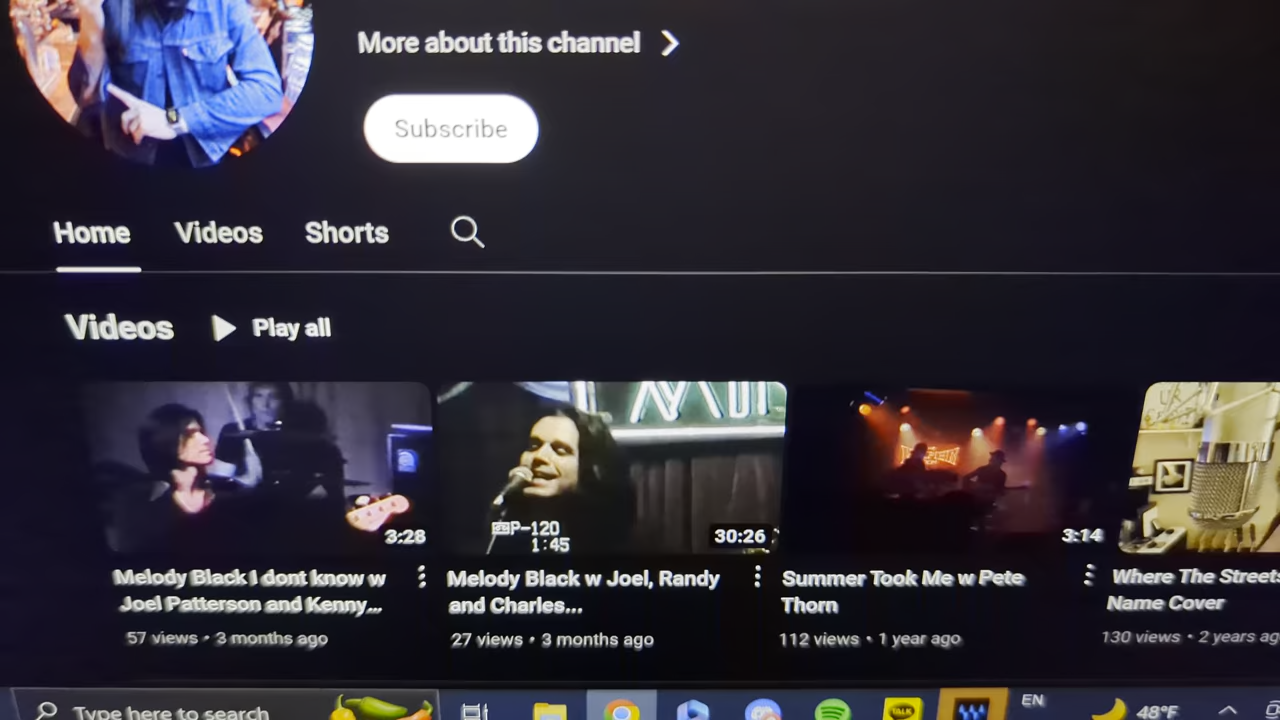 More about this channel
Subscribe
Home Videos Shorts
Videos Play all
P-120
1:45
3:28
30:26
3:14
Melody Black I dont know w
Joel Patterson and Kenny...
57 views • 3 months ago
Melody Black w Joel, Randy
and Charles...
27 views • 3 months ago
Summer Took Me w Pete
Thorn
112 views • 1 year ago
Where The Streets
Name Cover
130 views • 2 years ag
Type here to search
TALK
EN
48°F